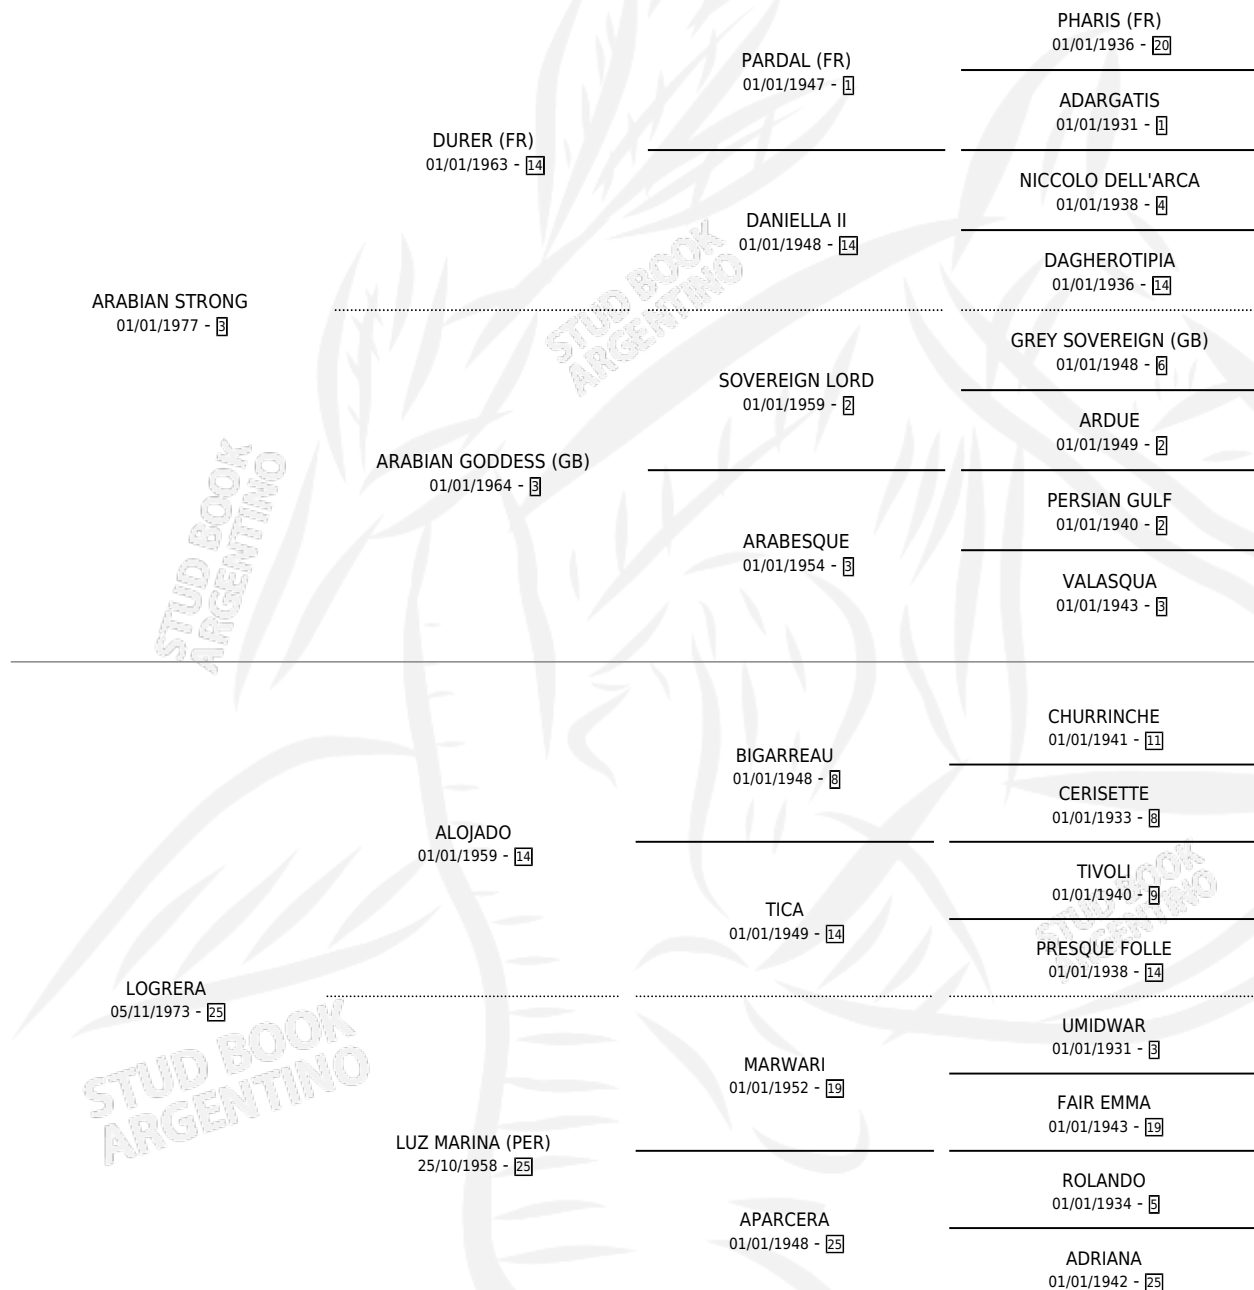 PHARIS (FR)
01/01/1936 - 20
PARDAL (FR)
01/01/1947 - 1
ADARGATIS
01/01/1931 - 1
DURER (FR)
01/01/1963 - 14
NICCOLO DELL'ARCA
01/01/1938 - 4
DANIELLA II
01/01/1948 - 14
DAGHEROTIPIA
01/01/1936 - 14
ARABIAN STRONG
01/01/1977 - 3
GREY SOVEREIGN (GB)
01/01/1948 - 6
SOVEREIGN LORD
01/01/1959 - 2
ARDUE
01/01/1949 - 2
ARABIAN GODDESS (GB)
01/01/1964 - 3
PERSIAN GULF
01/01/1940 - 2
ARABESQUE
01/01/1954 - 3
VALASQUA
01/01/1943 - 3
CHURRINCHE
01/01/1941 - 11
BIGARREAU
01/01/1948 - 8
CERISETTE
01/01/1933 - 8
ALOJADO
01/01/1959 - 14
TIVOLI
01/01/1940 - 9
TICA
01/01/1949 - 14
PRESQUE FOLLE
01/01/1938 - 14
LOGRERA
05/11/1973 - 25
UMIDWAR
01/01/1931 - 3
MARWARI
01/01/1952 - 19
FAIR EMMA
01/01/1943 - 19
LUZ MARINA (PER)
25/10/1958 - 25
ROLANDO
01/01/1934 - 5
APARCERA
01/01/1948 - 25
ADRIANA
01/01/1942 - 25
STUD BOOK
ARGENTINO
STUD BOOK
ARGENTINO
STUD BOOK
ARGENTINO
STUD BOOK
ARGENTINO